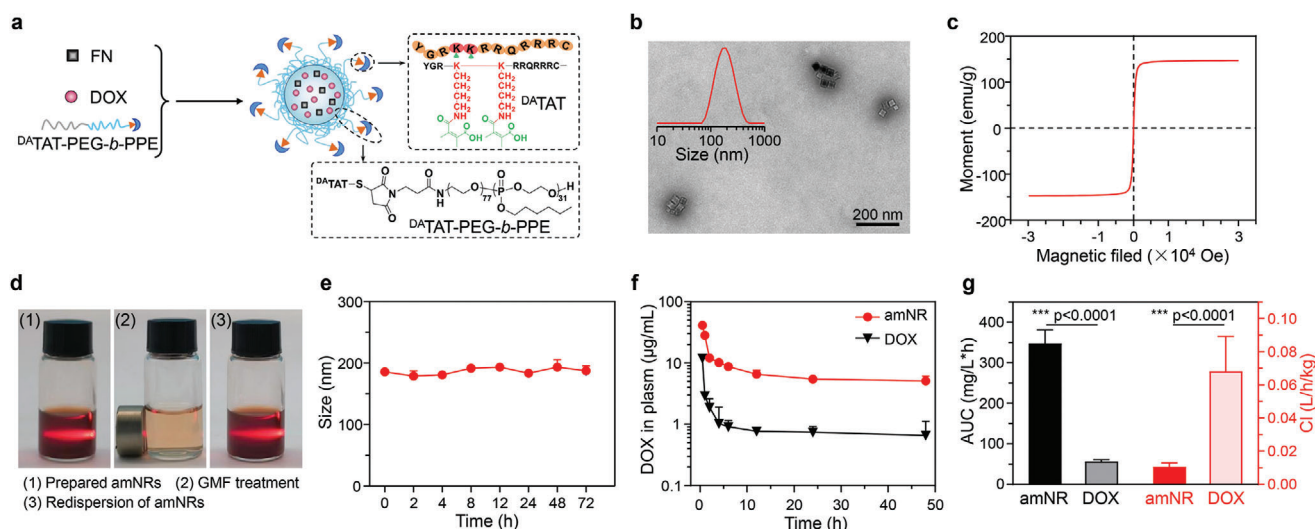 a
FN
DOX
DATAT-PEG-b-PPE
YGRKKRRQRRRC
YGR—K—K—RRQRRRC—
CH2 CH2
CH2 CH2
CH2 CH2
CH2 CH2
NH NH
O O O O
OH OH
DATAT
DATAT—S
O N O
O
N
H
O
77
O
P
O
O
O
31
H
DATAT-PEG-b-PPE
b
10 100 1000
Size (nm)
200 nm
c
Moment (emu/g)
200
100
0
-100
-200
-3 -1 0 1 3
Magnetic filed (×10⁴ Oe)
d
(1) (2) (3)
(1) Prepared amNRs (2) GMF treatment
(3) Redispersion of amNRs
e
Size (nm)
300
200
100
0
0 2 4 8 12 24 48 72
Time (h)
f
DOX in plasm (μg/mL)
100
10
1
0.1
amNR
DOX
0 10 20 30 40 50
Time (h)
g
*** p<0.0001 *** p<0.0001
AUC (mg/L*h)
400
300
200
100
0
Cl (L/h/kg)
0.10
0.08
0.06
0.04
0.02
0.00
amNR DOX amNR DOX